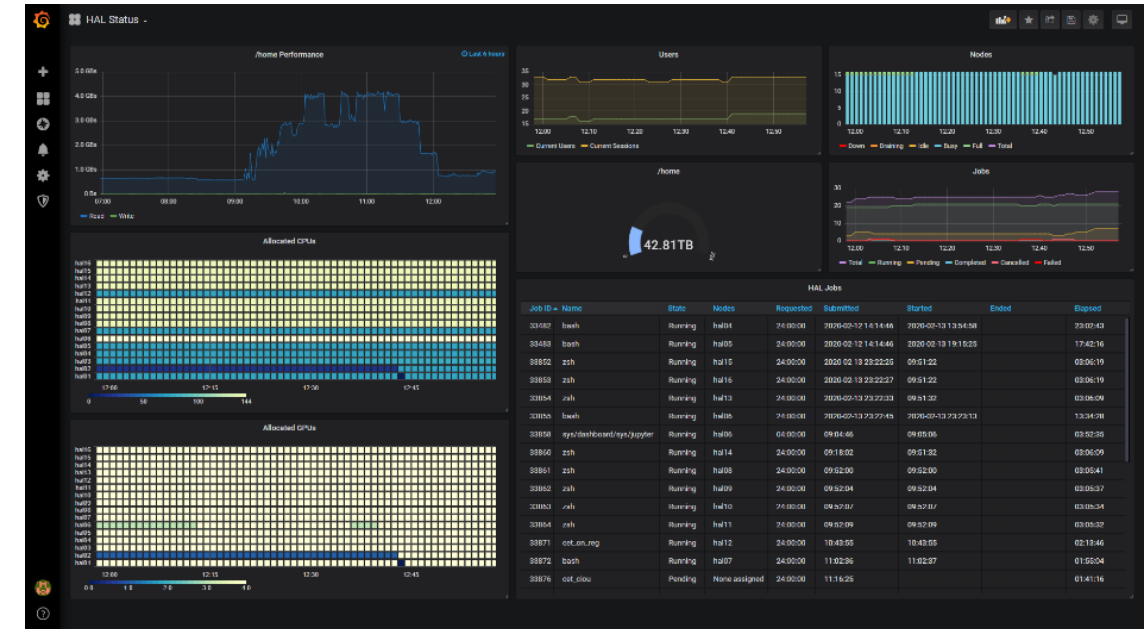 HAL Status
/home Performance
Last 6 hours
5.0 GBs
4.0 GBs
3.0 GBs
2.0 GBs
1.0 GBs
0 Bs
07:00 08:00 09:00 10:00 11:00 12:00
Read Write
Users
35
30
25
20
15
12:00 12:10 12:20 12:30 12:40 12:50
Current Users Current Sessions
Nodes
15
10
5
0
12:00 12:10 12:20 12:30 12:40 12:50
Down Draining Idle Busy Full Total
/home
42.81TB
0
Jobs
30
20
10
0
12:00 12:10 12:20 12:30 12:40 12:50
Total Running Pending Completed Cancelled Failed
Allocated CPUs
hal16
hal15
hal14
hal13
hal12
hal11
hal10
hal09
hal08
hal07
hal06
hal05
hal04
hal03
hal02
hal01
12:00 12:15 12:30 12:45
0 50 100 144
Allocated GPUs
hal16
hal15
hal14
hal13
hal12
hal11
hal10
hal09
hal08
hal07
hal06
hal05
hal04
hal03
hal02
hal01
12:00 12:15 12:30 12:45
0.0 1.0 2.0 3.0 4.0
HAL Jobs
Job ID Name State Nodes Requested Submitted Started Ended Elapsed
33482 bash Running hal04 24:00:00 2020-02-12 14:14:46 2020-02-13 13:54:58 23:02:43
33483 bash Running hal05 24:00:00 2020-02-12 14:14:46 2020-02-13 19:15:25 17:42:16
33852 zsh Running hal15 24:00:00 2020-02-13 23:22:25 09:51:22 03:06:19
33853 zsh Running hal16 24:00:00 2020-02-13 23:22:27 09:51:22 03:06:19
33854 zsh Running hal13 24:00:00 2020-02-13 23:22:33 09:51:32 03:06:09
33855 bash Running hal06 24:00:00 2020-02-13 23:22:45 2020-02-13 23:23:13 13:34:28
33858 sys/dashboard/sys/jupyter Running hal06 04:00:00 09:04:46 09:05:06 03:52:35
33860 zsh Running hal14 24:00:00 09:18:02 09:51:32 03:06:09
33861 zsh Running hal08 24:00:00 09:52:00 09:52:00 03:05:41
33862 zsh Running hal09 24:00:00 09:52:04 09:52:04 03:05:37
33863 zsh Running hal10 24:00:00 09:52:07 09:52:07 03:05:34
33864 zsh Running hal11 24:00:00 09:52:09 09:52:09 03:05:32
33871 cet_on_reg Running hal12 24:00:00 10:43:55 10:43:55 02:13:46
33872 bash Running hal07 24:00:00 11:02:36 11:02:37 01:55:04
33876 cet_ciou Pending None assigned 24:00:00 11:16:25 01:41:16